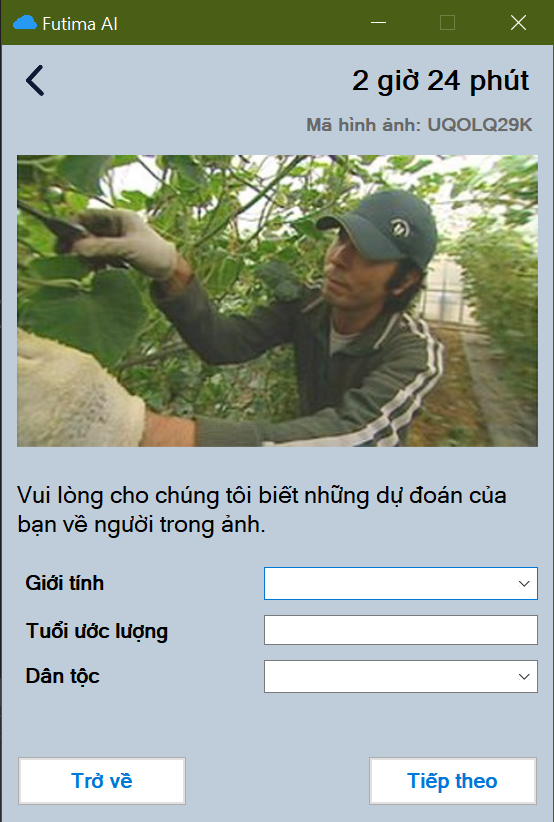 Futima AI
2 giờ 24 phút
Mã hình ảnh: UQOLQ29K
Vui lòng cho chúng tôi biết những dự đoán của
bạn về người trong ảnh.
Giới tính
Tuổi ước lượng
Dân tộc
Trở về
Tiếp theo